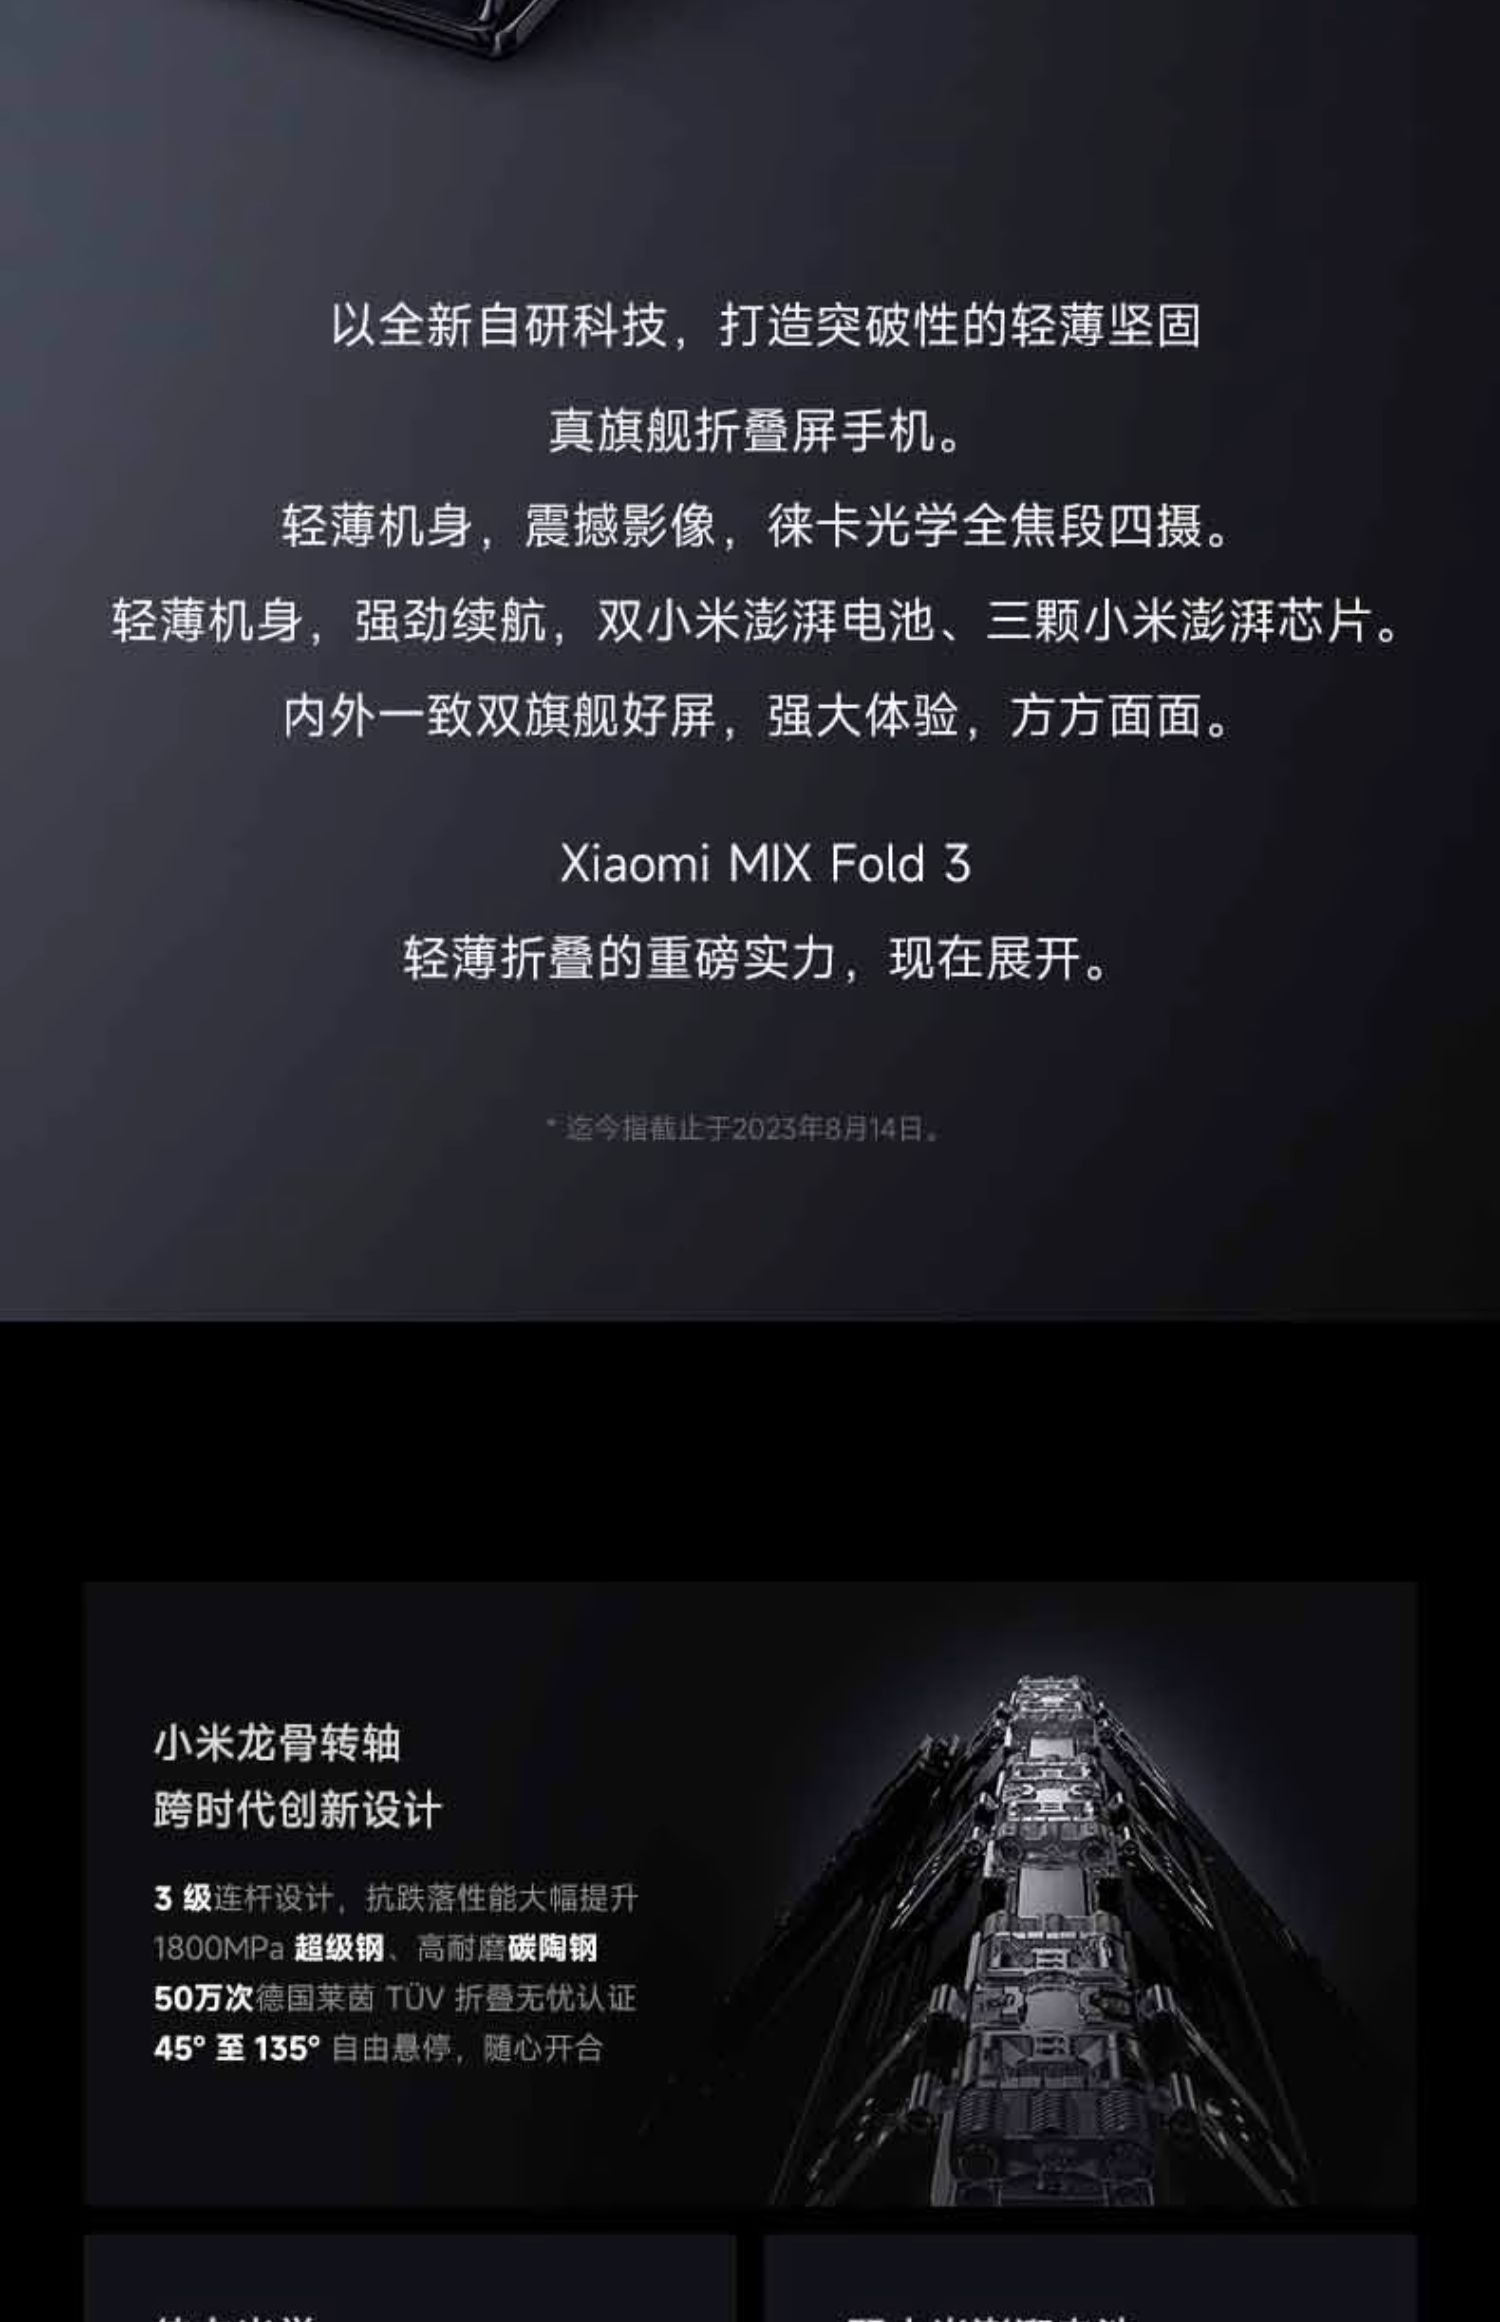 以全新自研科技，打造突破性的轻薄坚固
真旗舰折叠屏手机。
轻薄机身，震撼影像，徕卡光学全焦段四摄。
轻薄机身，强劲续航，双小米澎湃电池、三颗小米澎湃芯片。
内外一致双旗舰好屏，强大体验，方方面面。
Xiaomi MIX Fold 3
轻薄折叠的重磅实力，现在展开。
* 迄今指截止于2023年8月14日。
小米龙骨转轴
跨时代创新设计
3 级连杆设计，抗跌落性能大幅提升
1800MPa 超级钢、高耐磨碳陶钢
50万次德国莱茵 TÜV 折叠无忧认证
45° 至 135° 自由悬停，随心开合